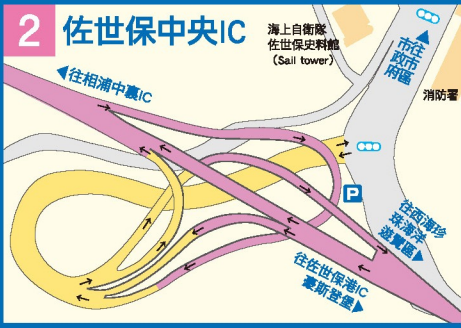 2 佐世保中央IC
海上自衛隊
佐世保史料館
(Sail tower)
往市區
市政府
消防署
◀往相浦中裏IC
P
往西海珍
珠海洋
遊覽區▶
往佐世保港IC
豪斯登堡▶